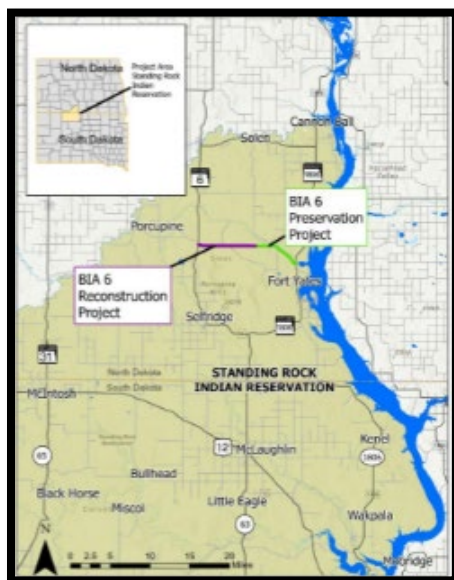 North Dakota
South Dakota
Project Area
Standing Rock
Indian
Reservation
Cannon Ball
Solen
6
1806
BIA 6
Preservation
Project
Porcupine
BIA 6
Reconstruction
Project
Fort Yates
Selfridge
1806
31
STANDING ROCK
INDIAN RESERVATION
North Dakota
South Dakota
McIntosh
Kenel
12
McLaughlin
1806
65
Bullhead
Black Horse
Little Eagle
Miscol
Wakpala
63
Mobridge
N
0 2.5 5 10 15 20
Miles